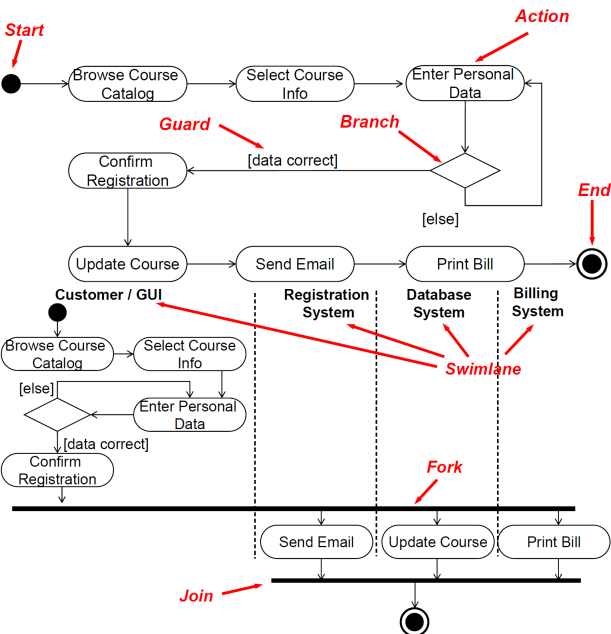 Action
Start
Browse Course
Catalog
Select Course
Info
Enter Personal
Data
Guard
Branch
[data correct]
Confirm
Registration
End
[else]
Update Course
Send Email
Print Bill
Customer / GUI
Registration
System
Database
System
Billing
System
Browse Course
Catalog
Select Course
Info
Swimlane
[else]
Enter Personal
Data
[data correct]
Confirm
Registration
Fork
Send Email
Update Course
Print Bill
Join